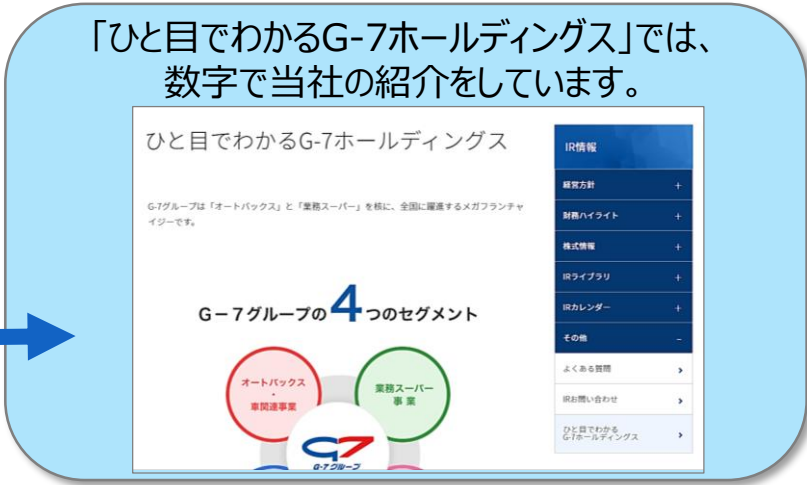 「ひと目でわかるG-7ホールディングス」では、
数字で当社の紹介をしています。
ひと目でわかるG-7ホールディングス
G-7グループは「オートバックス」と「業務スーパー」を核に、全国に躍進するメガフランチャ
イジーです。
G－7グループの4つのセグメント
オートバックス
・
車関連事業
業務スーパー
事業
G7
G-7グループ
IR情報
経営方針 +
財務ハイライト +
株式情報 +
IRライブラリ +
IRカレンダー +
その他 −
よくある質問 ›
IRお問い合わせ ›
ひと目でわかる
G-7ホールディングス ›